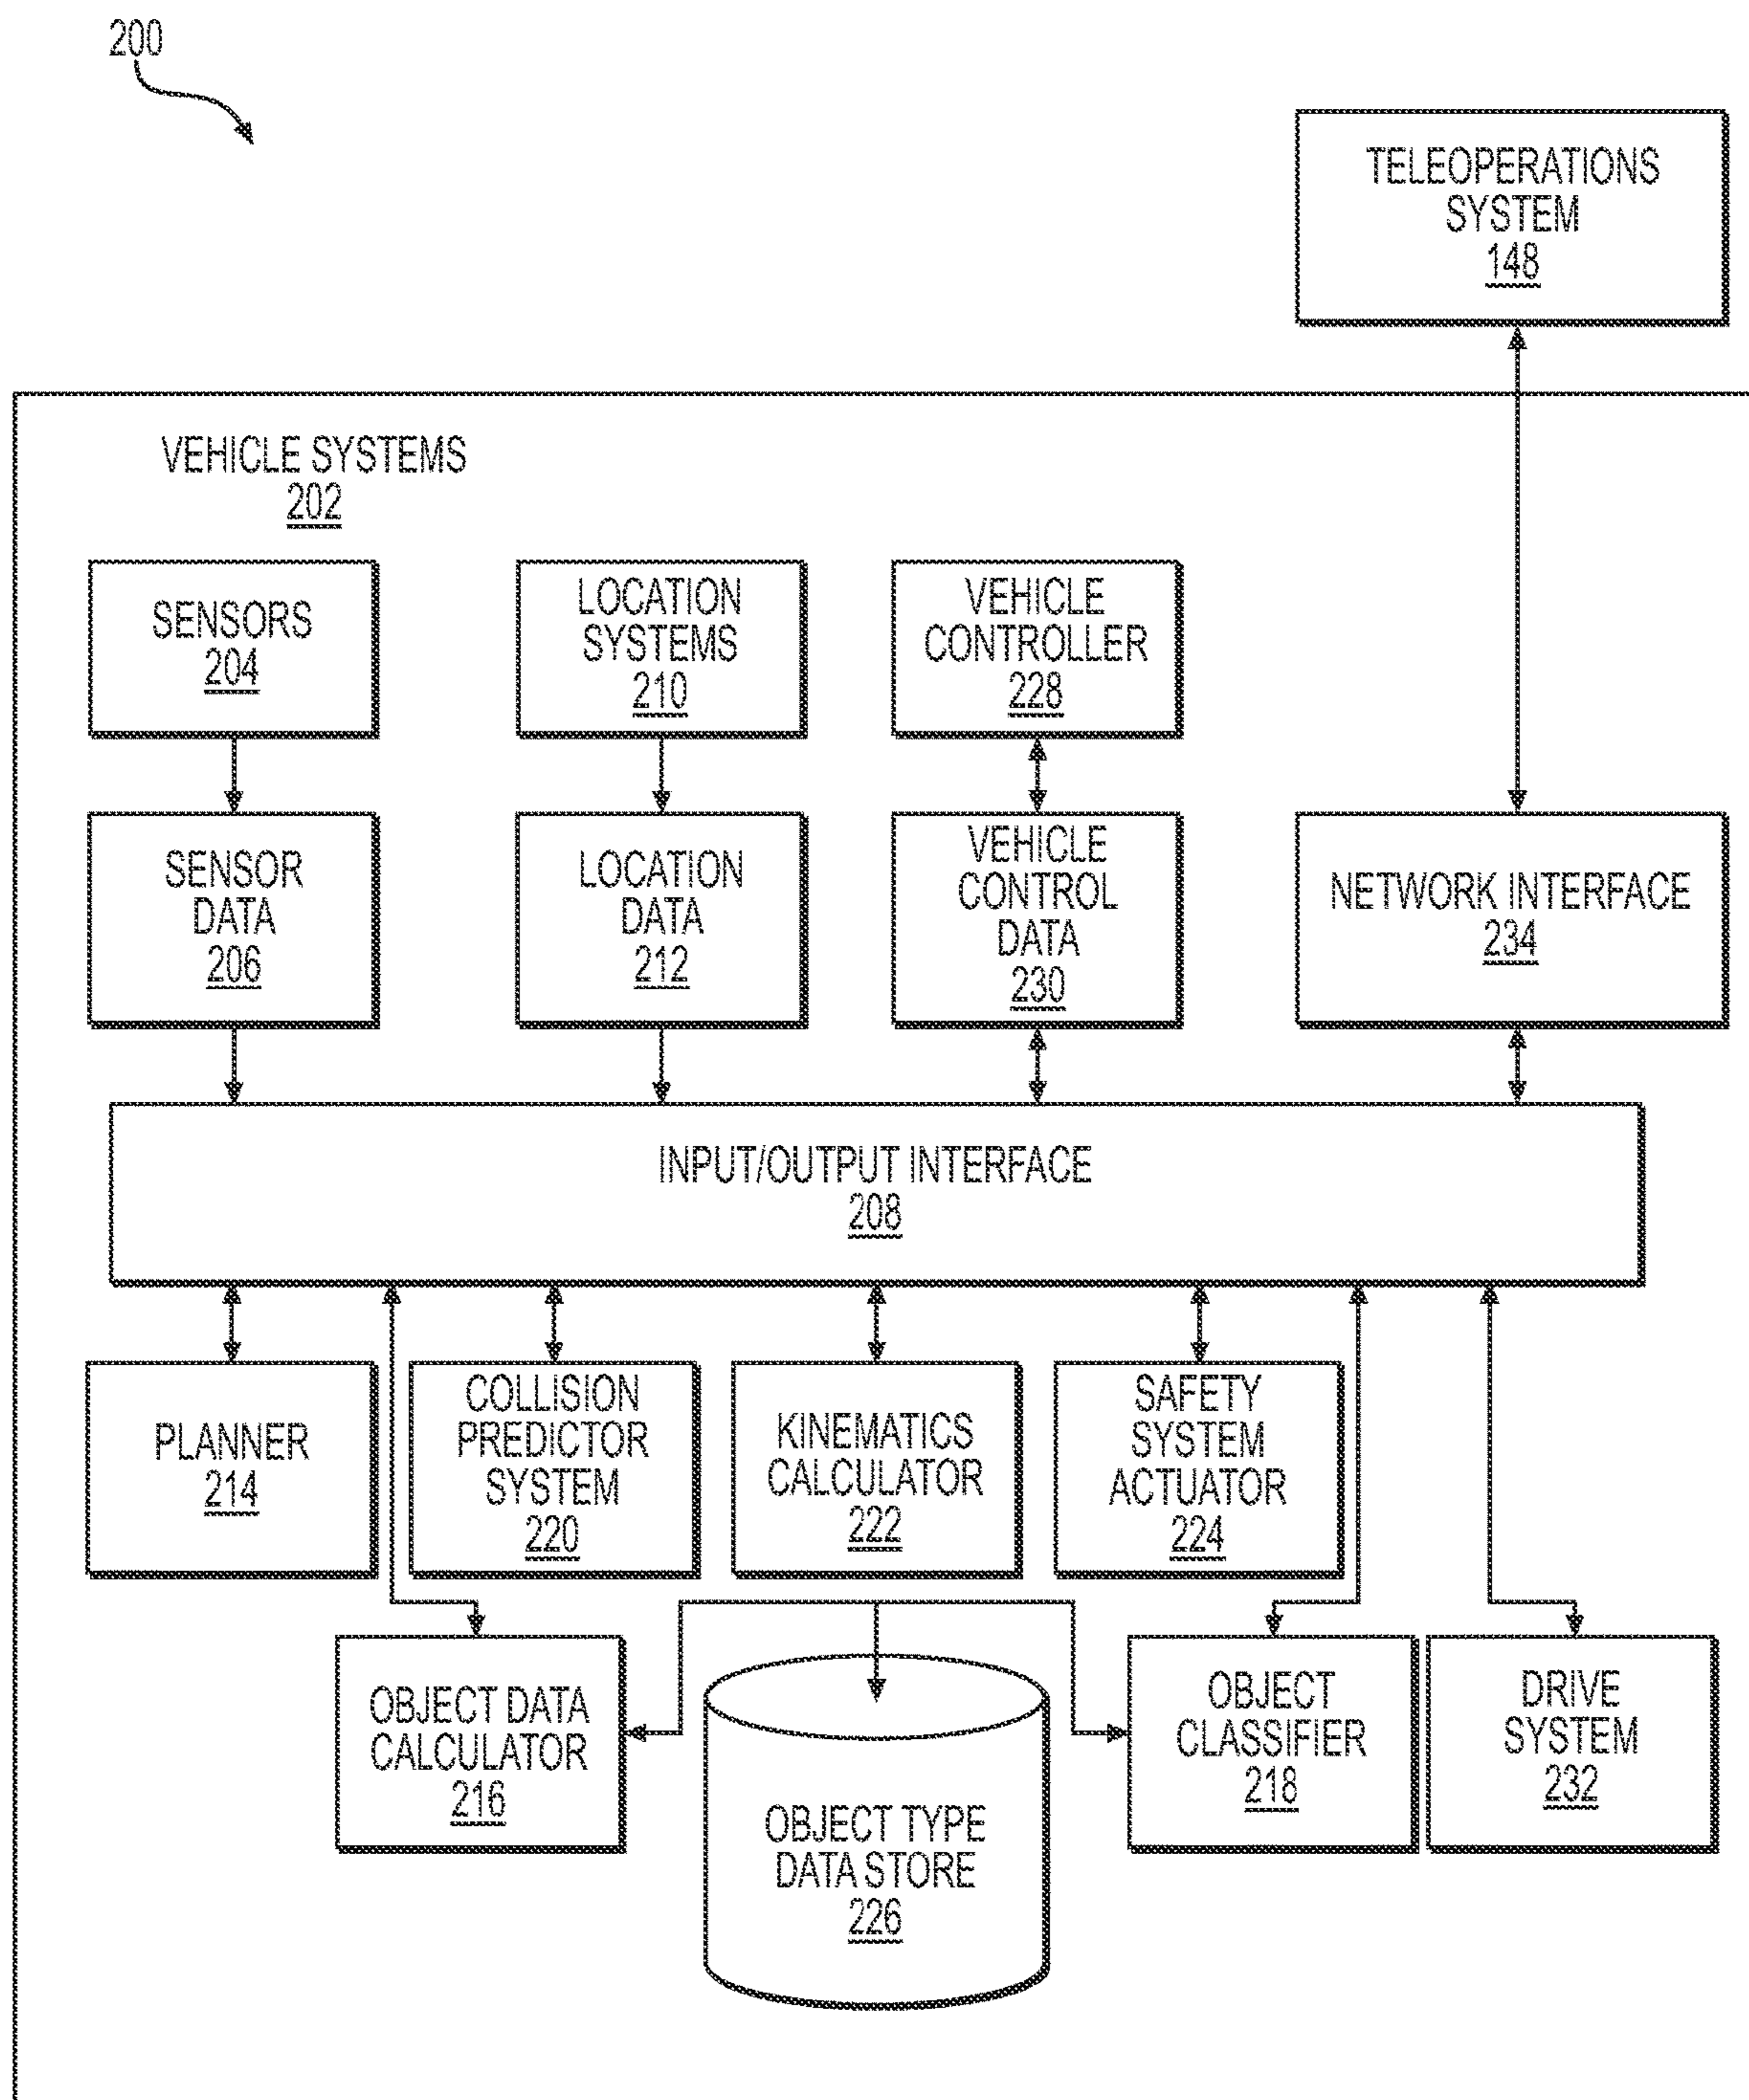 200
TELEOPERATIONS
SYSTEM
148
VEHICLE SYSTEMS
202
SENSORS
204
LOCATION
SYSTEMS
210
VEHICLE
CONTROLLER
228
SENSOR
DATA
206
LOCATION
DATA
212
VEHICLE
CONTROL
DATA
230
NETWORK INTERFACE
234
INPUT/OUTPUT INTERFACE
208
PLANNER
214
COLLISION
PREDICTOR
SYSTEM
220
KINEMATICS
CALCULATOR
222
SAFETY
SYSTEM
ACTUATOR
224
OBJECT DATA
CALCULATOR
216
OBJECT TYPE
DATA STORE
226
OBJECT
CLASSIFIER
218
DRIVE
SYSTEM
232